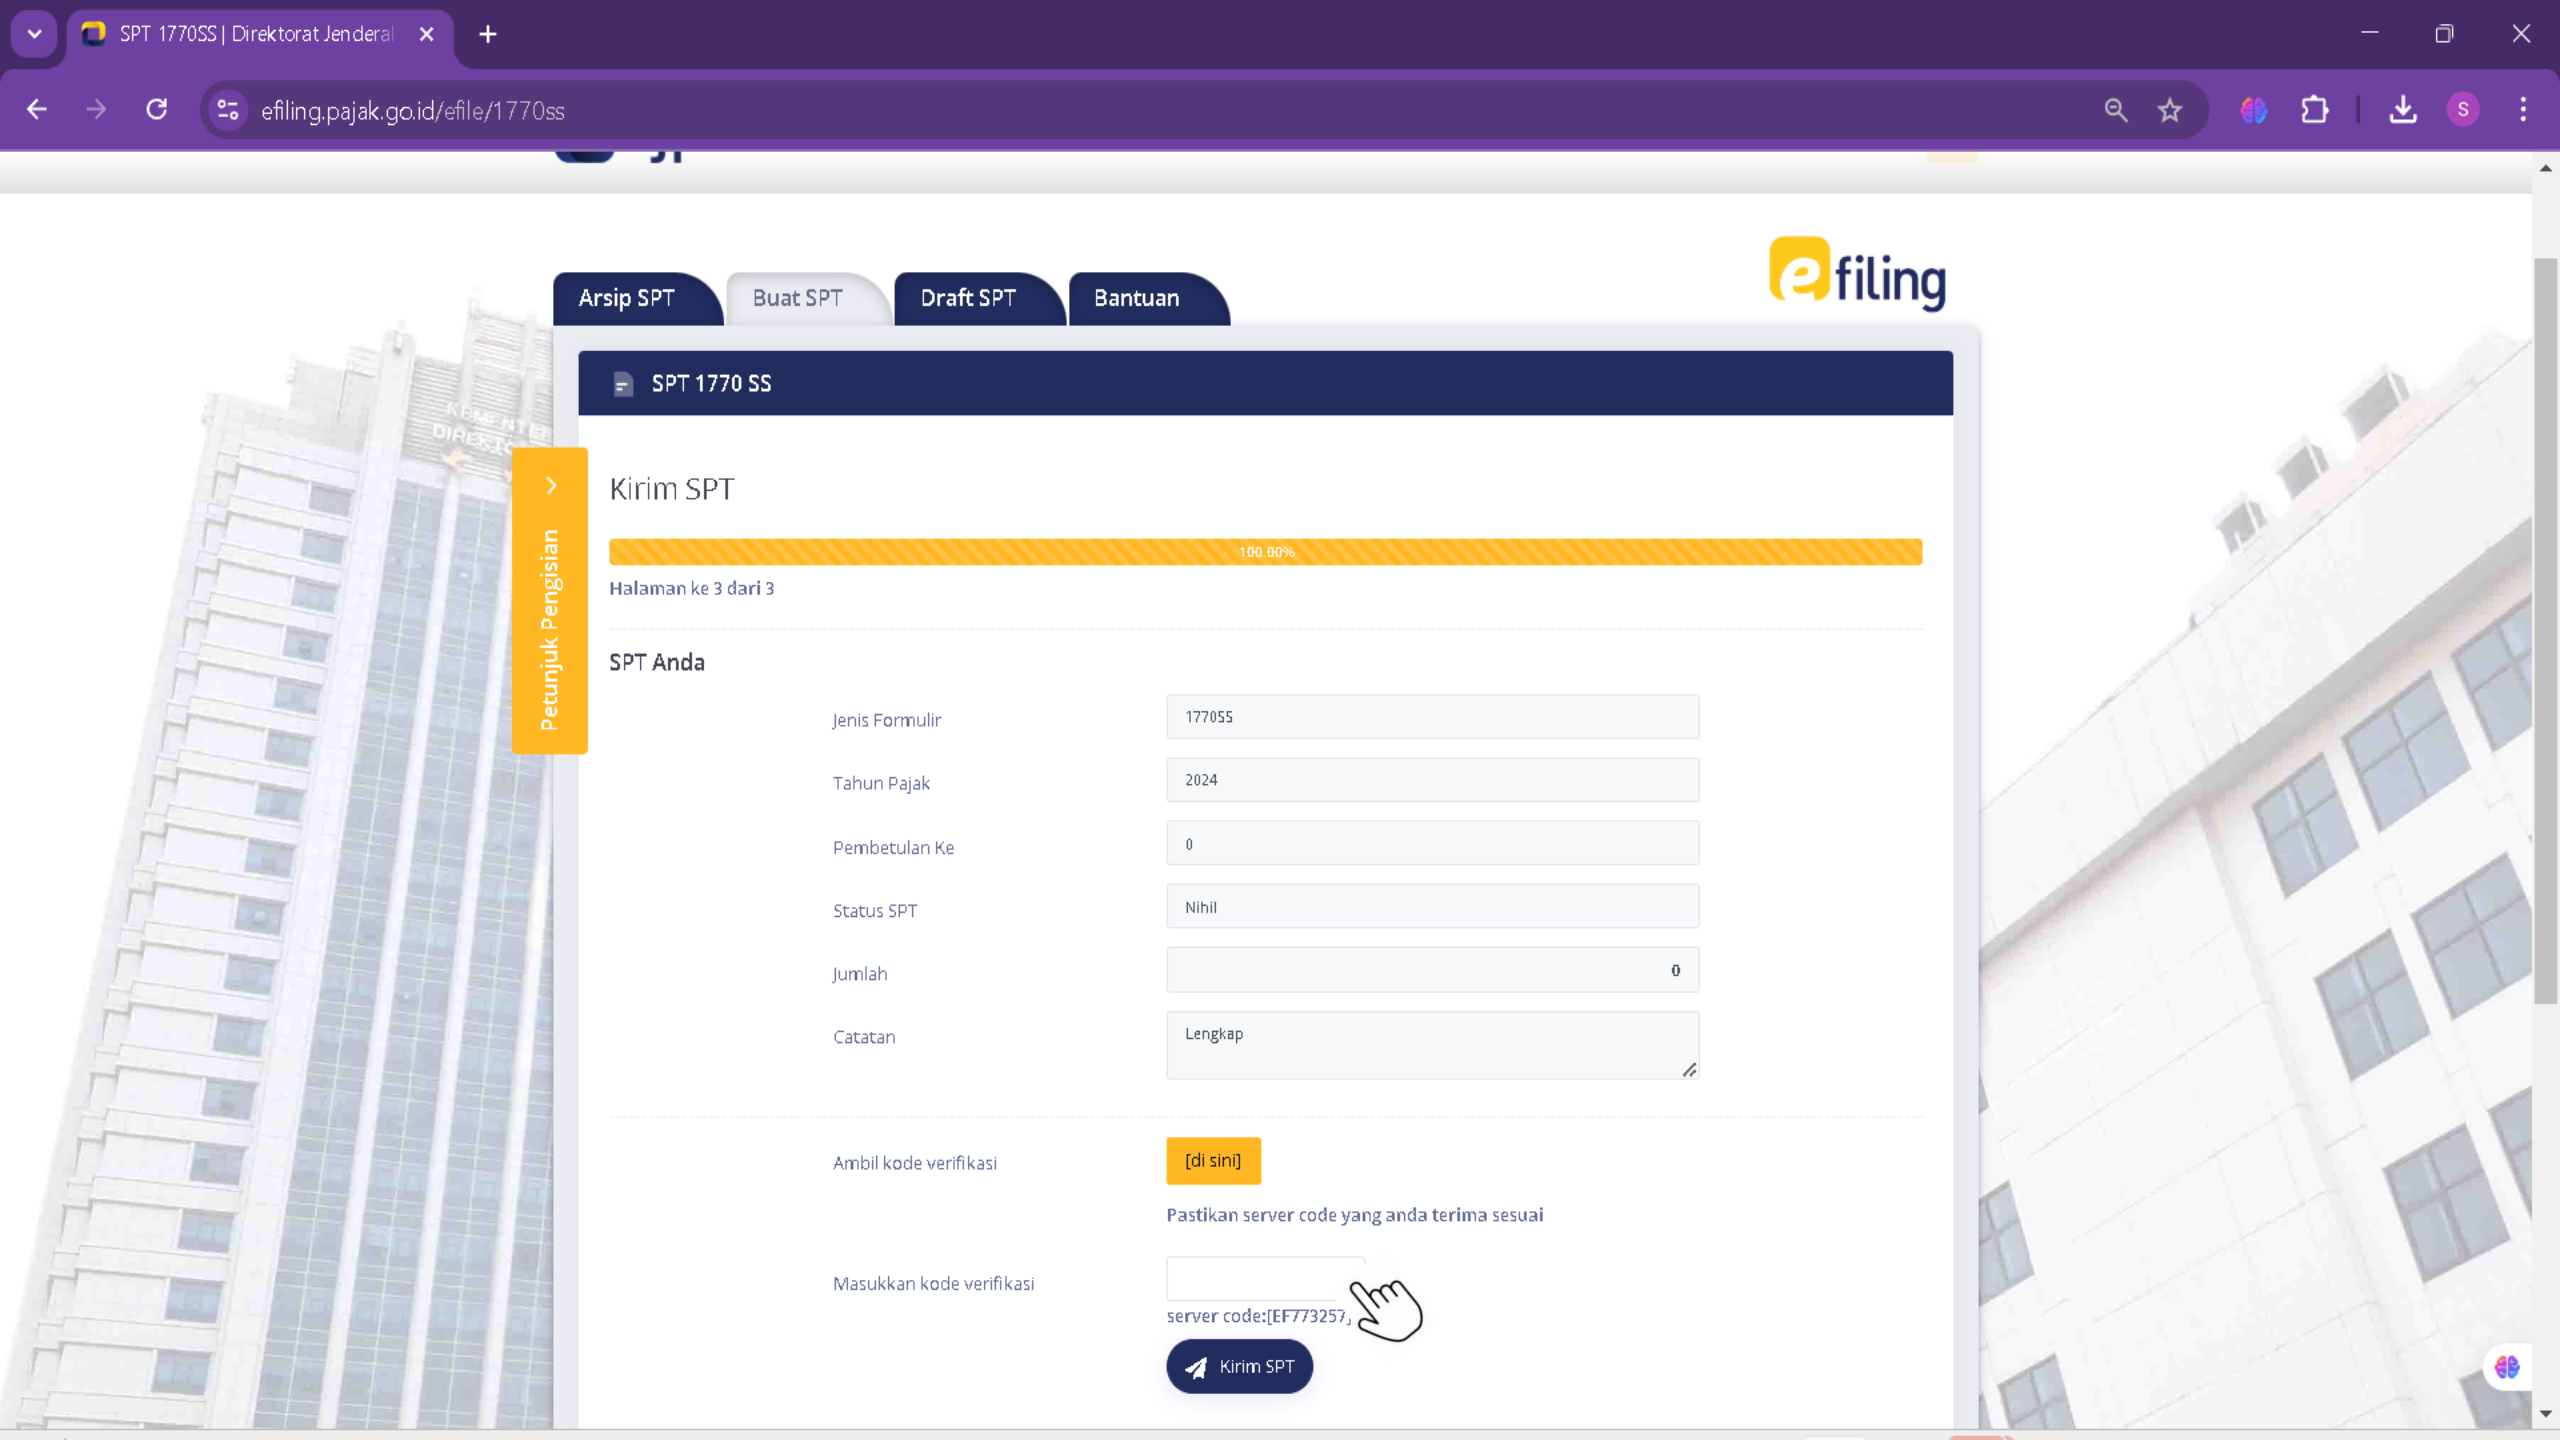 SPT 1770SS | Direktorat Jenderal
efiling.pajak.go.id/efile/1770ss
S
Arsip SPT
Buat SPT
Draft SPT
Bantuan
efiling
SPT 1770 SS
Petunjuk Pengisian
Kirim SPT
100.00%
Halaman ke 3 dari 3
SPT Anda
Jenis Formulir
1770SS
Tahun Pajak
2024
Pembetulan Ke
0
Status SPT
Nihil
Jumlah
0
Catatan
Lengkap
Ambil kode verifikasi
[di sini]
Pastikan server code yang anda terima sesuai
Masukkan kode verifikasi
server code:[EF773257]
Kirim SPT